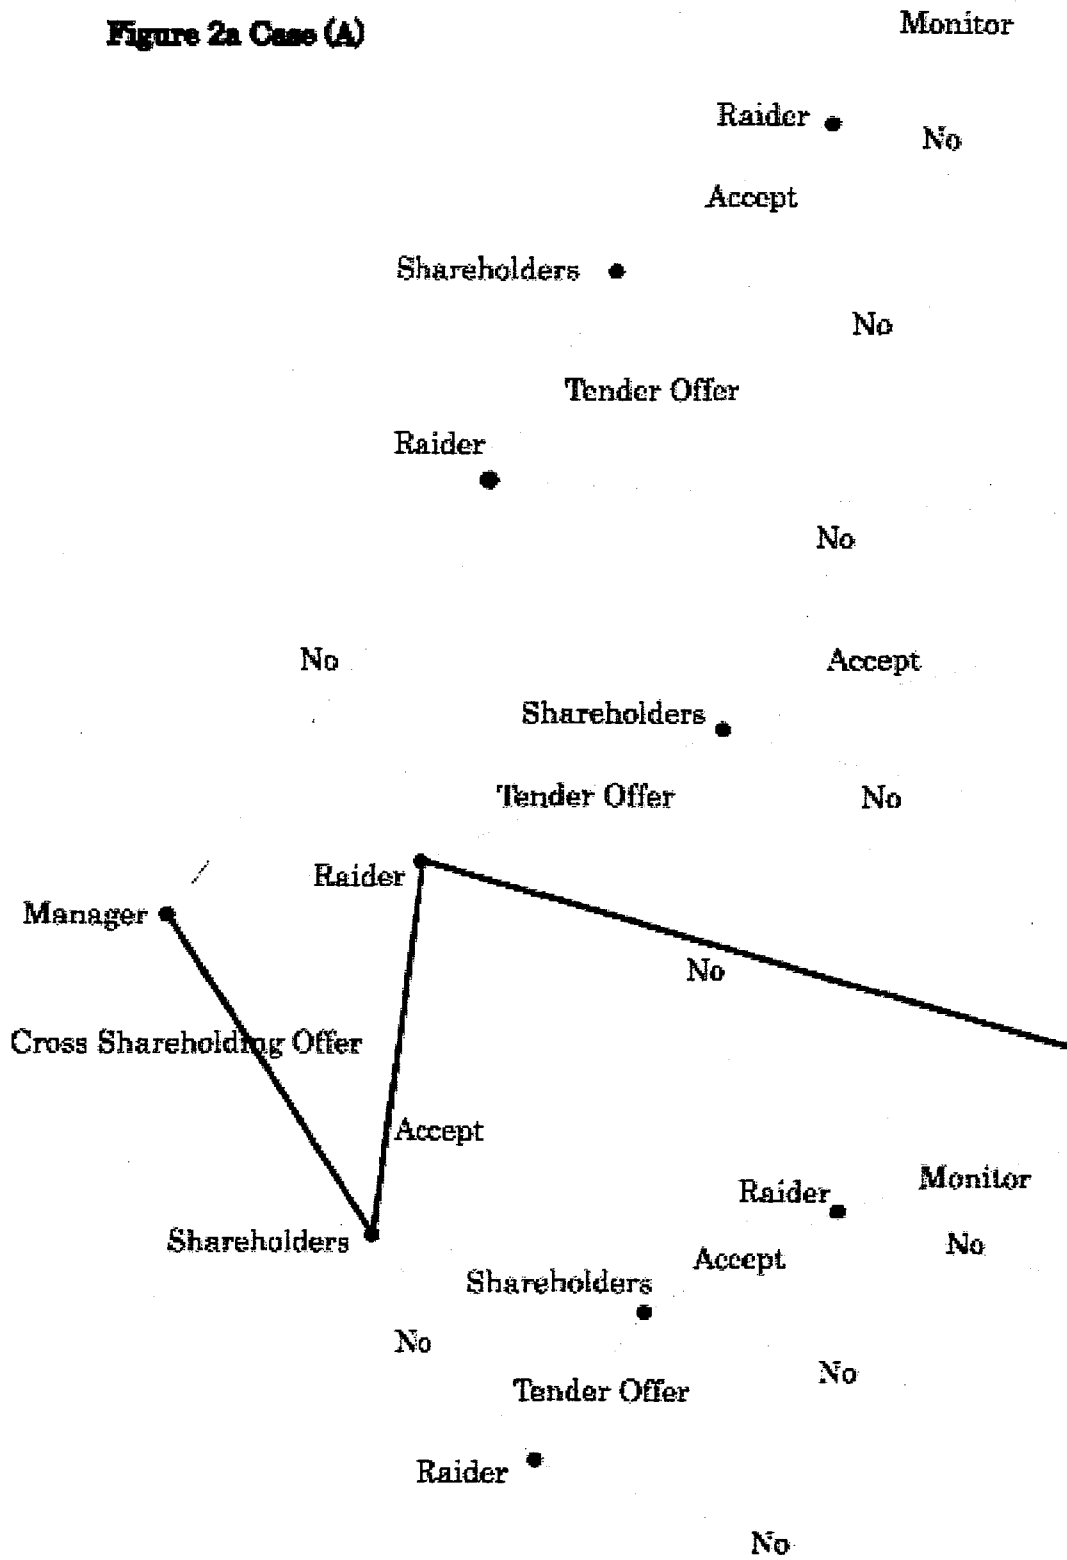 Figure 2a Case (A)
Monitor
Raider
No
Accept
Shareholders
No
Tender Offer
Raider
No
No
Accept
Shareholders
Tender Offer
No
Raider
Manager
No
Cross Shareholding Offer
Accept
Monitor
Raider
Shareholders
No
Accept
Shareholders
No
No
Tender Offer
Raider
No